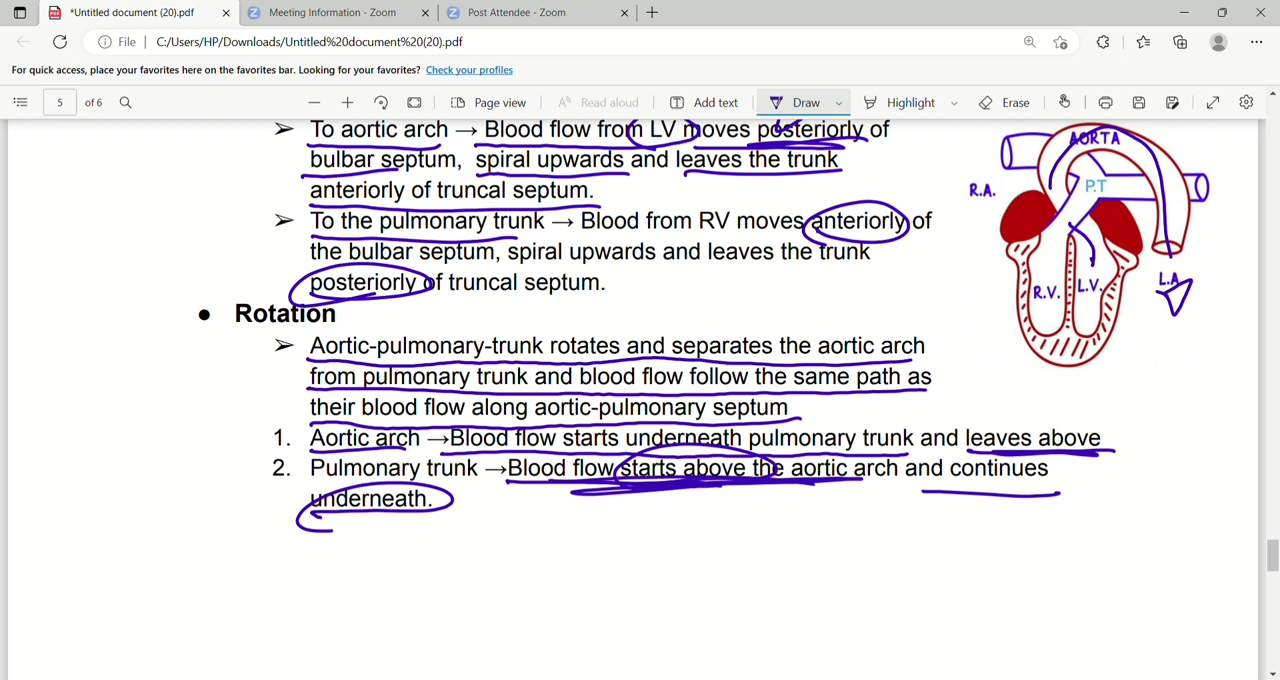 *Untitled document (20).pdf
Meeting Information - Zoom
Post Attendee - Zoom
File
C:/Users/HP/Downloads/Untitled%20document%20(20).pdf
For quick access, place your favorites here on the favorites bar. Looking for your favorites? Check your profiles
5 of 6
Page view
Read aloud
Add text
Draw
Highlight
Erase
➢ To aortic arch → Blood flow from LV moves posteriorly of
bulbar septum, spiral upwards and leaves the trunk
anteriorly of truncal septum.
➢ To the pulmonary trunk → Blood from RV moves anteriorly of
the bulbar septum, spiral upwards and leaves the trunk
posteriorly of truncal septum.
● Rotation
➢ Aortic-pulmonary-trunk rotates and separates the aortic arch
from pulmonary trunk and blood flow follow the same path as
their blood flow along aortic-pulmonary septum
1. Aortic arch →Blood flow starts underneath pulmonary trunk and leaves above
2. Pulmonary trunk →Blood flow starts above the aortic arch and continues
underneath.
AORTA
P.T
R.A.
L.A
R.V.
L.V.